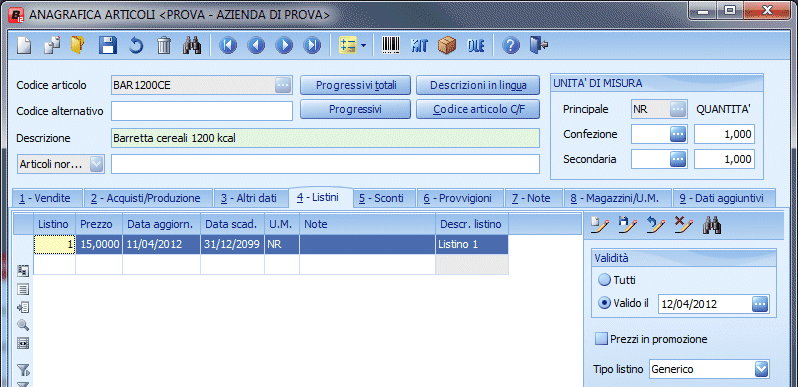 ANAGRAFICA ARTICOLI <PROVA - AZIENDA DI PROVA>
KIT OLE
Codice articolo BAR1200CE Progressivi totali Descrizioni in lingua UNITA' DI MISURA
Codice alternativo Progressivi Codice articolo C/F Principale NR QUANTITA'
Descrizione Barretta cereali 1200 kcal Confezione 1,000
Articoli nor... Secondaria 1,000
1 - Vendite 2 - Acquisti/Produzione 3 - Altri dati 4 - Listini 5 - Sconti 6 - Provvigioni 7 - Note 8 - Magazzini/U.M. 9 - Dati aggiuntivi
Listino Prezzo Data aggiorn. Data scad. U.M. Note Descr. listino
1 15,0000 11/04/2012 31/12/2099 NR Listino 1
Validità
Tutti
Valido il 12/04/2012
Prezzi in promozione
Tipo listino Generico